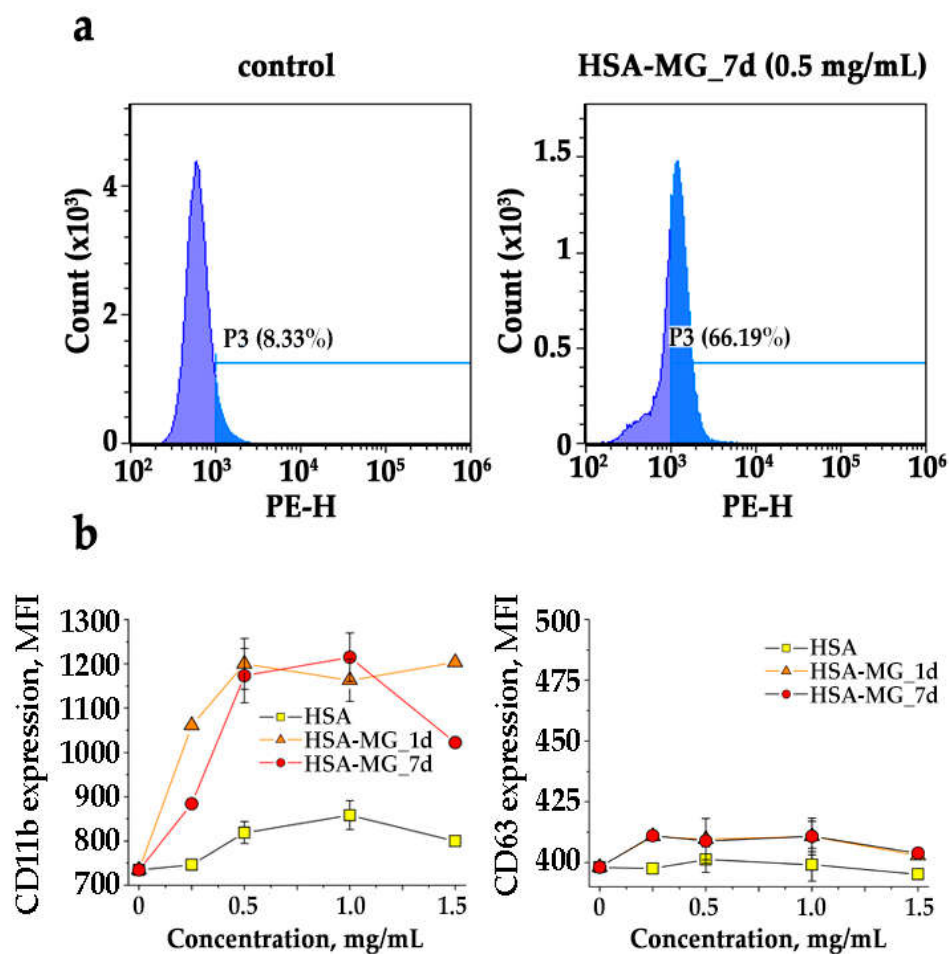 a
control
HSA-MG_7d (0.5 mg/mL)
Count (x10³)
4
2
0
P3 (8.33%)
10² 10³ 10⁴ 10⁵ 10⁶
PE-H
Count (x10³)
1.5
1
0.5
0
P3 (66.19%)
10² 10³ 10⁴ 10⁵ 10⁶
PE-H
b
CD11b expression, MFI
1300
1200
1100
1000
900
800
700
HSA
HSA-MG_1d
HSA-MG_7d
0 0.5 1.0 1.5
Concentration, mg/mL
CD63 expression, MFI
500
475
450
425
400
HSA
HSA-MG_1d
HSA-MG_7d
0 0.5 1.0 1.5
Concentration, mg/mL